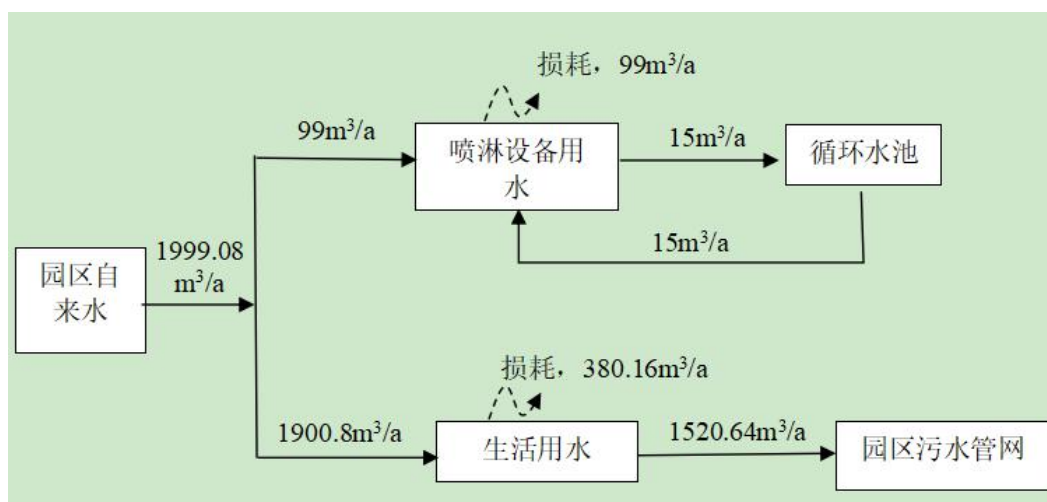 损耗，99m³/a
99m³/a
喷淋设备用
水
15m³/a
循环水池
15m³/a
园区自
来水
1999.08
m³/a
损耗，380.16m³/a
1900.8m³/a
生活用水
1520.64m³/a
园区污水管网